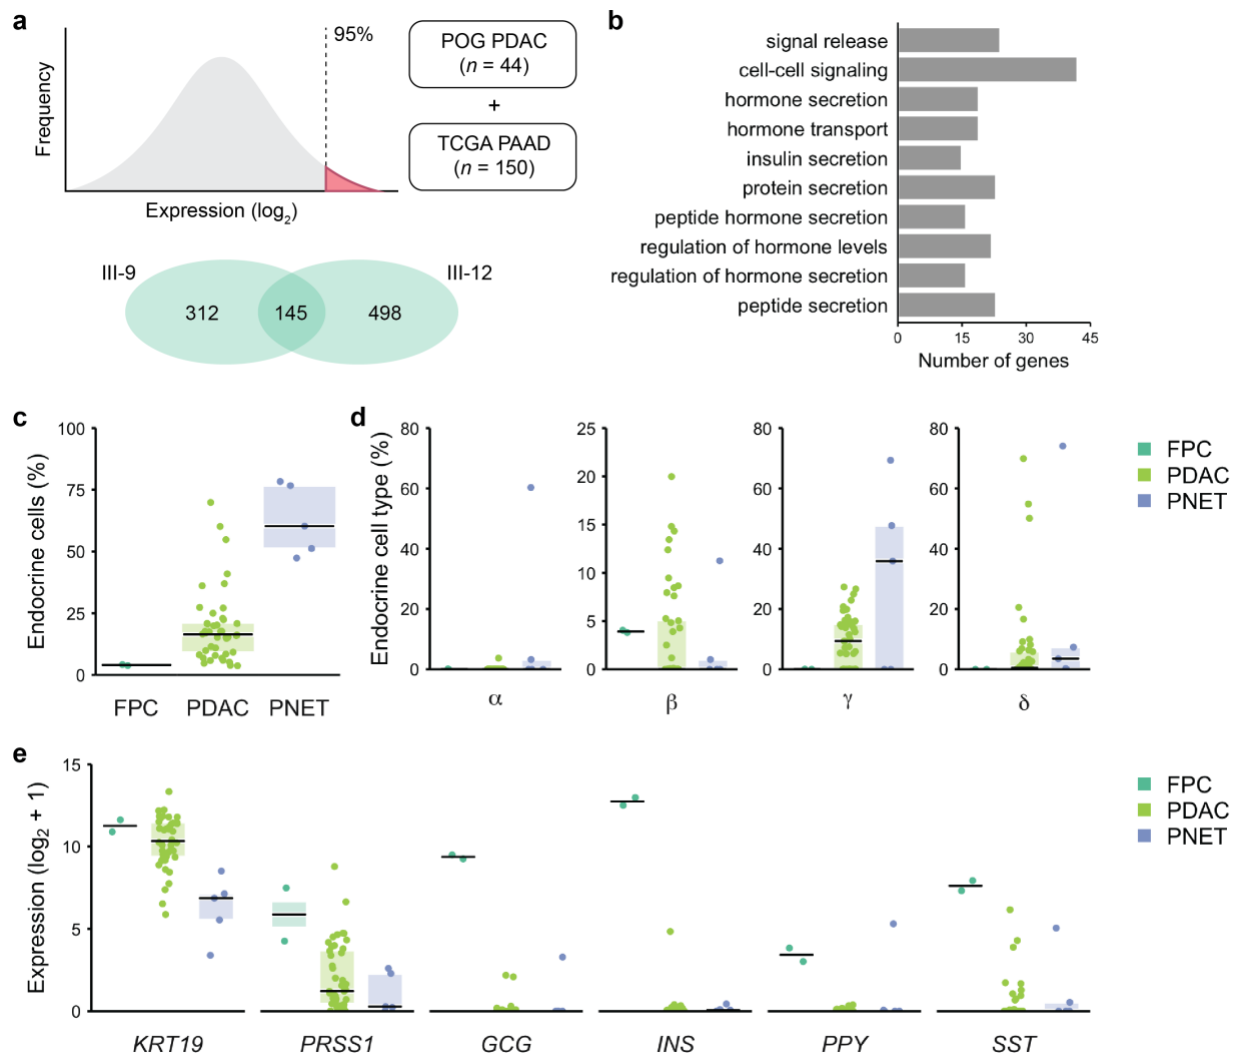 a
95%
Frequency
Expression (log2)
POG PDAC
(n = 44)
+
TCGA PAAD
(n = 150)
III-9
III-12
312
145
498
b
signal release
cell-cell signaling
hormone secretion
hormone transport
insulin secretion
protein secretion
peptide hormone secretion
regulation of hormone levels
regulation of hormone secretion
peptide secretion
0 15 30 45
Number of genes
c
Endocrine cells (%)
100
75
50
25
0
FPC PDAC PNET
d
Endocrine cell type (%)
80
60
40
20
0
α
25
20
15
10
5
0
β
80
60
40
20
0
γ
80
60
40
20
0
δ
FPC
PDAC
PNET
e
Expression (log2 + 1)
15
10
5
0
KRT19 PRSS1 GCG INS PPY SST
FPC
PDAC
PNET